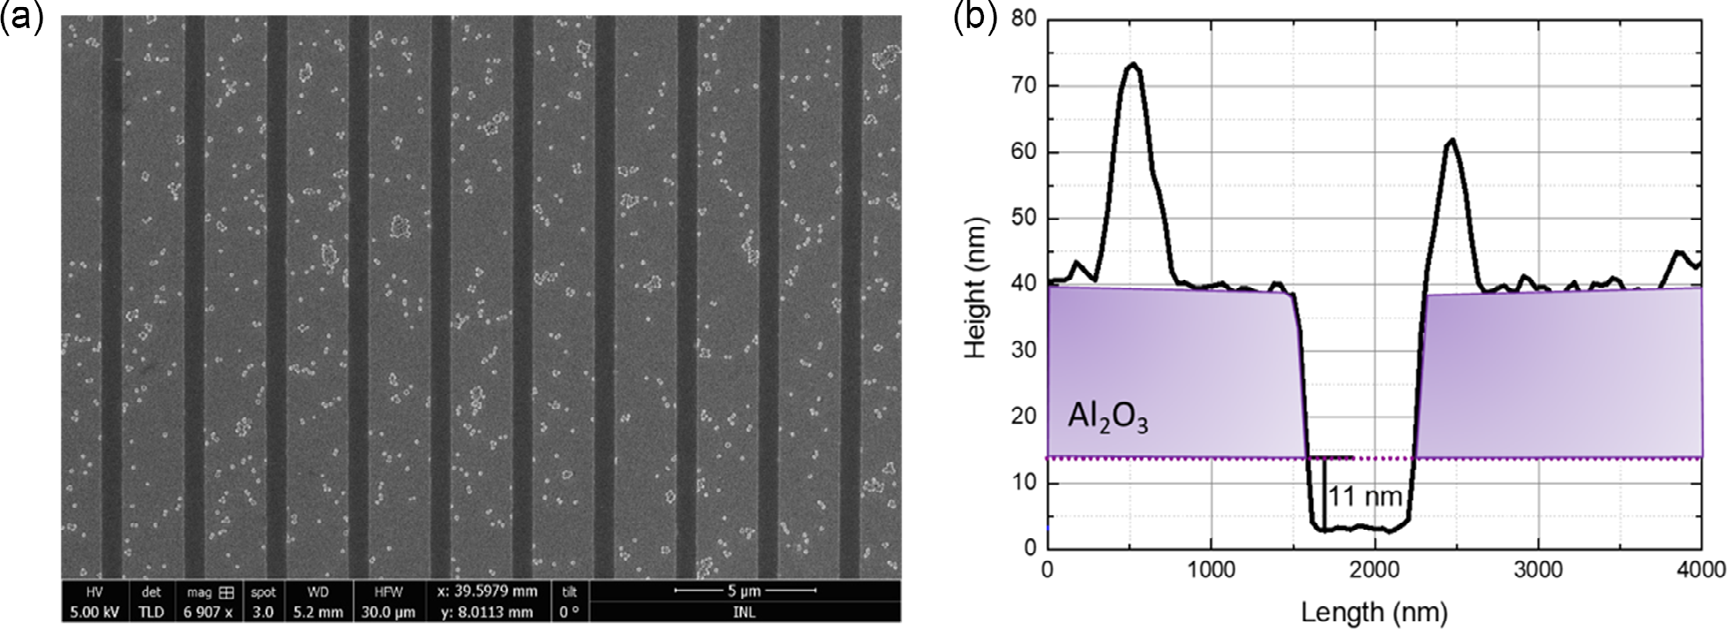 (a)
HV det mag spot WD HFW x: 39.5979 mm tilt 5 µm
5.00 kV TLD 6 907 x 3.0 5.2 mm 30.0 µm y: 8.0113 mm 0 ° INL
(b)
80
70
60
50
40
30
20
10
0
Height (nm)
Al₂O₃
11 nm
0 1000 2000 3000 4000
Length (nm)